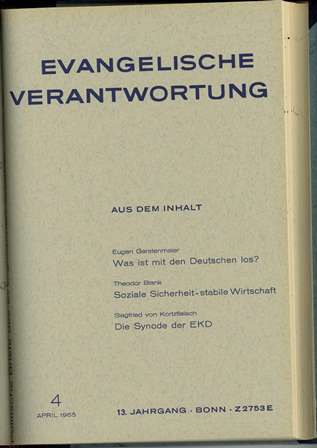 EVANGELISCHE
VERANTWORTUNG
AUS DEM INHALT
Eugen Gerstenmaier
Was ist mit den Deutschen los?
Theodor Blank
Soziale Sicherheit-stabile Wirtschaft
Siegfried von Kortzfleisch
Die Synode der EKD
4
APRIL 1965
13. JAHRGANG · BONN · Z 2753 E